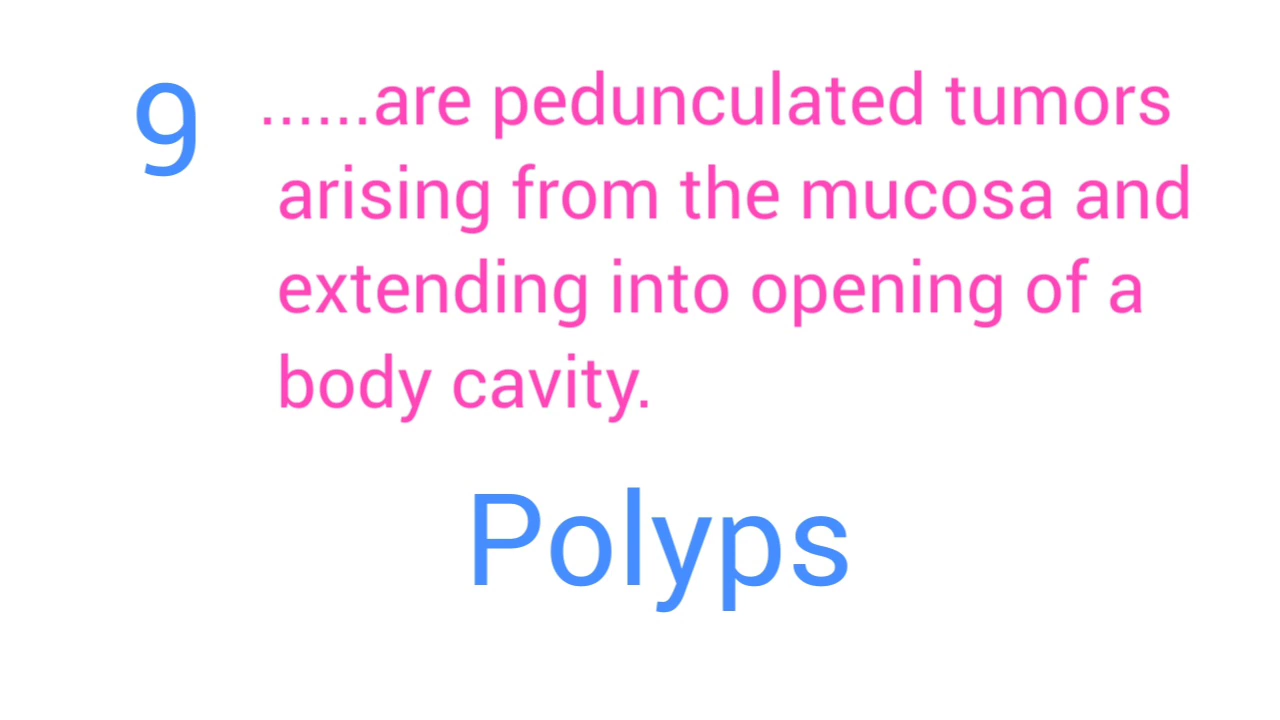 9 ......are pedunculated tumors
arising from the mucosa and
extending into opening of a
body cavity.
Polyps